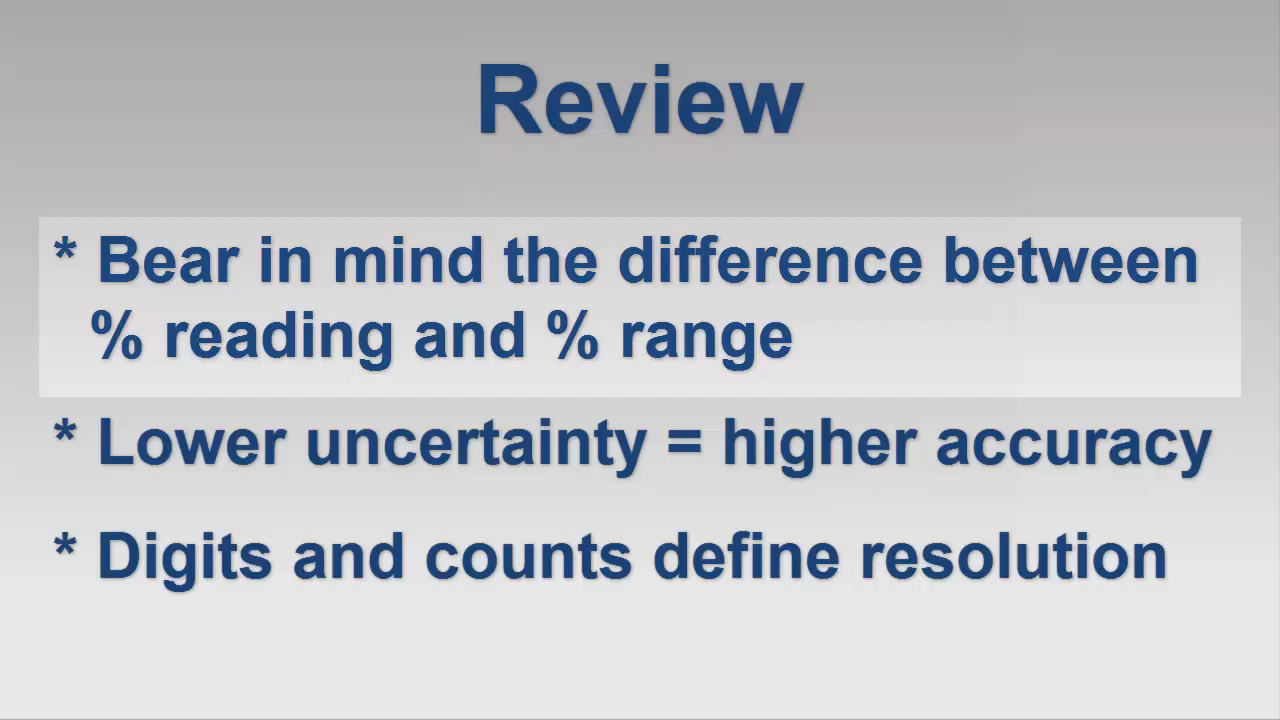 Review
* Bear in mind the difference between
% reading and % range
* Lower uncertainty = higher accuracy
* Digits and counts define resolution